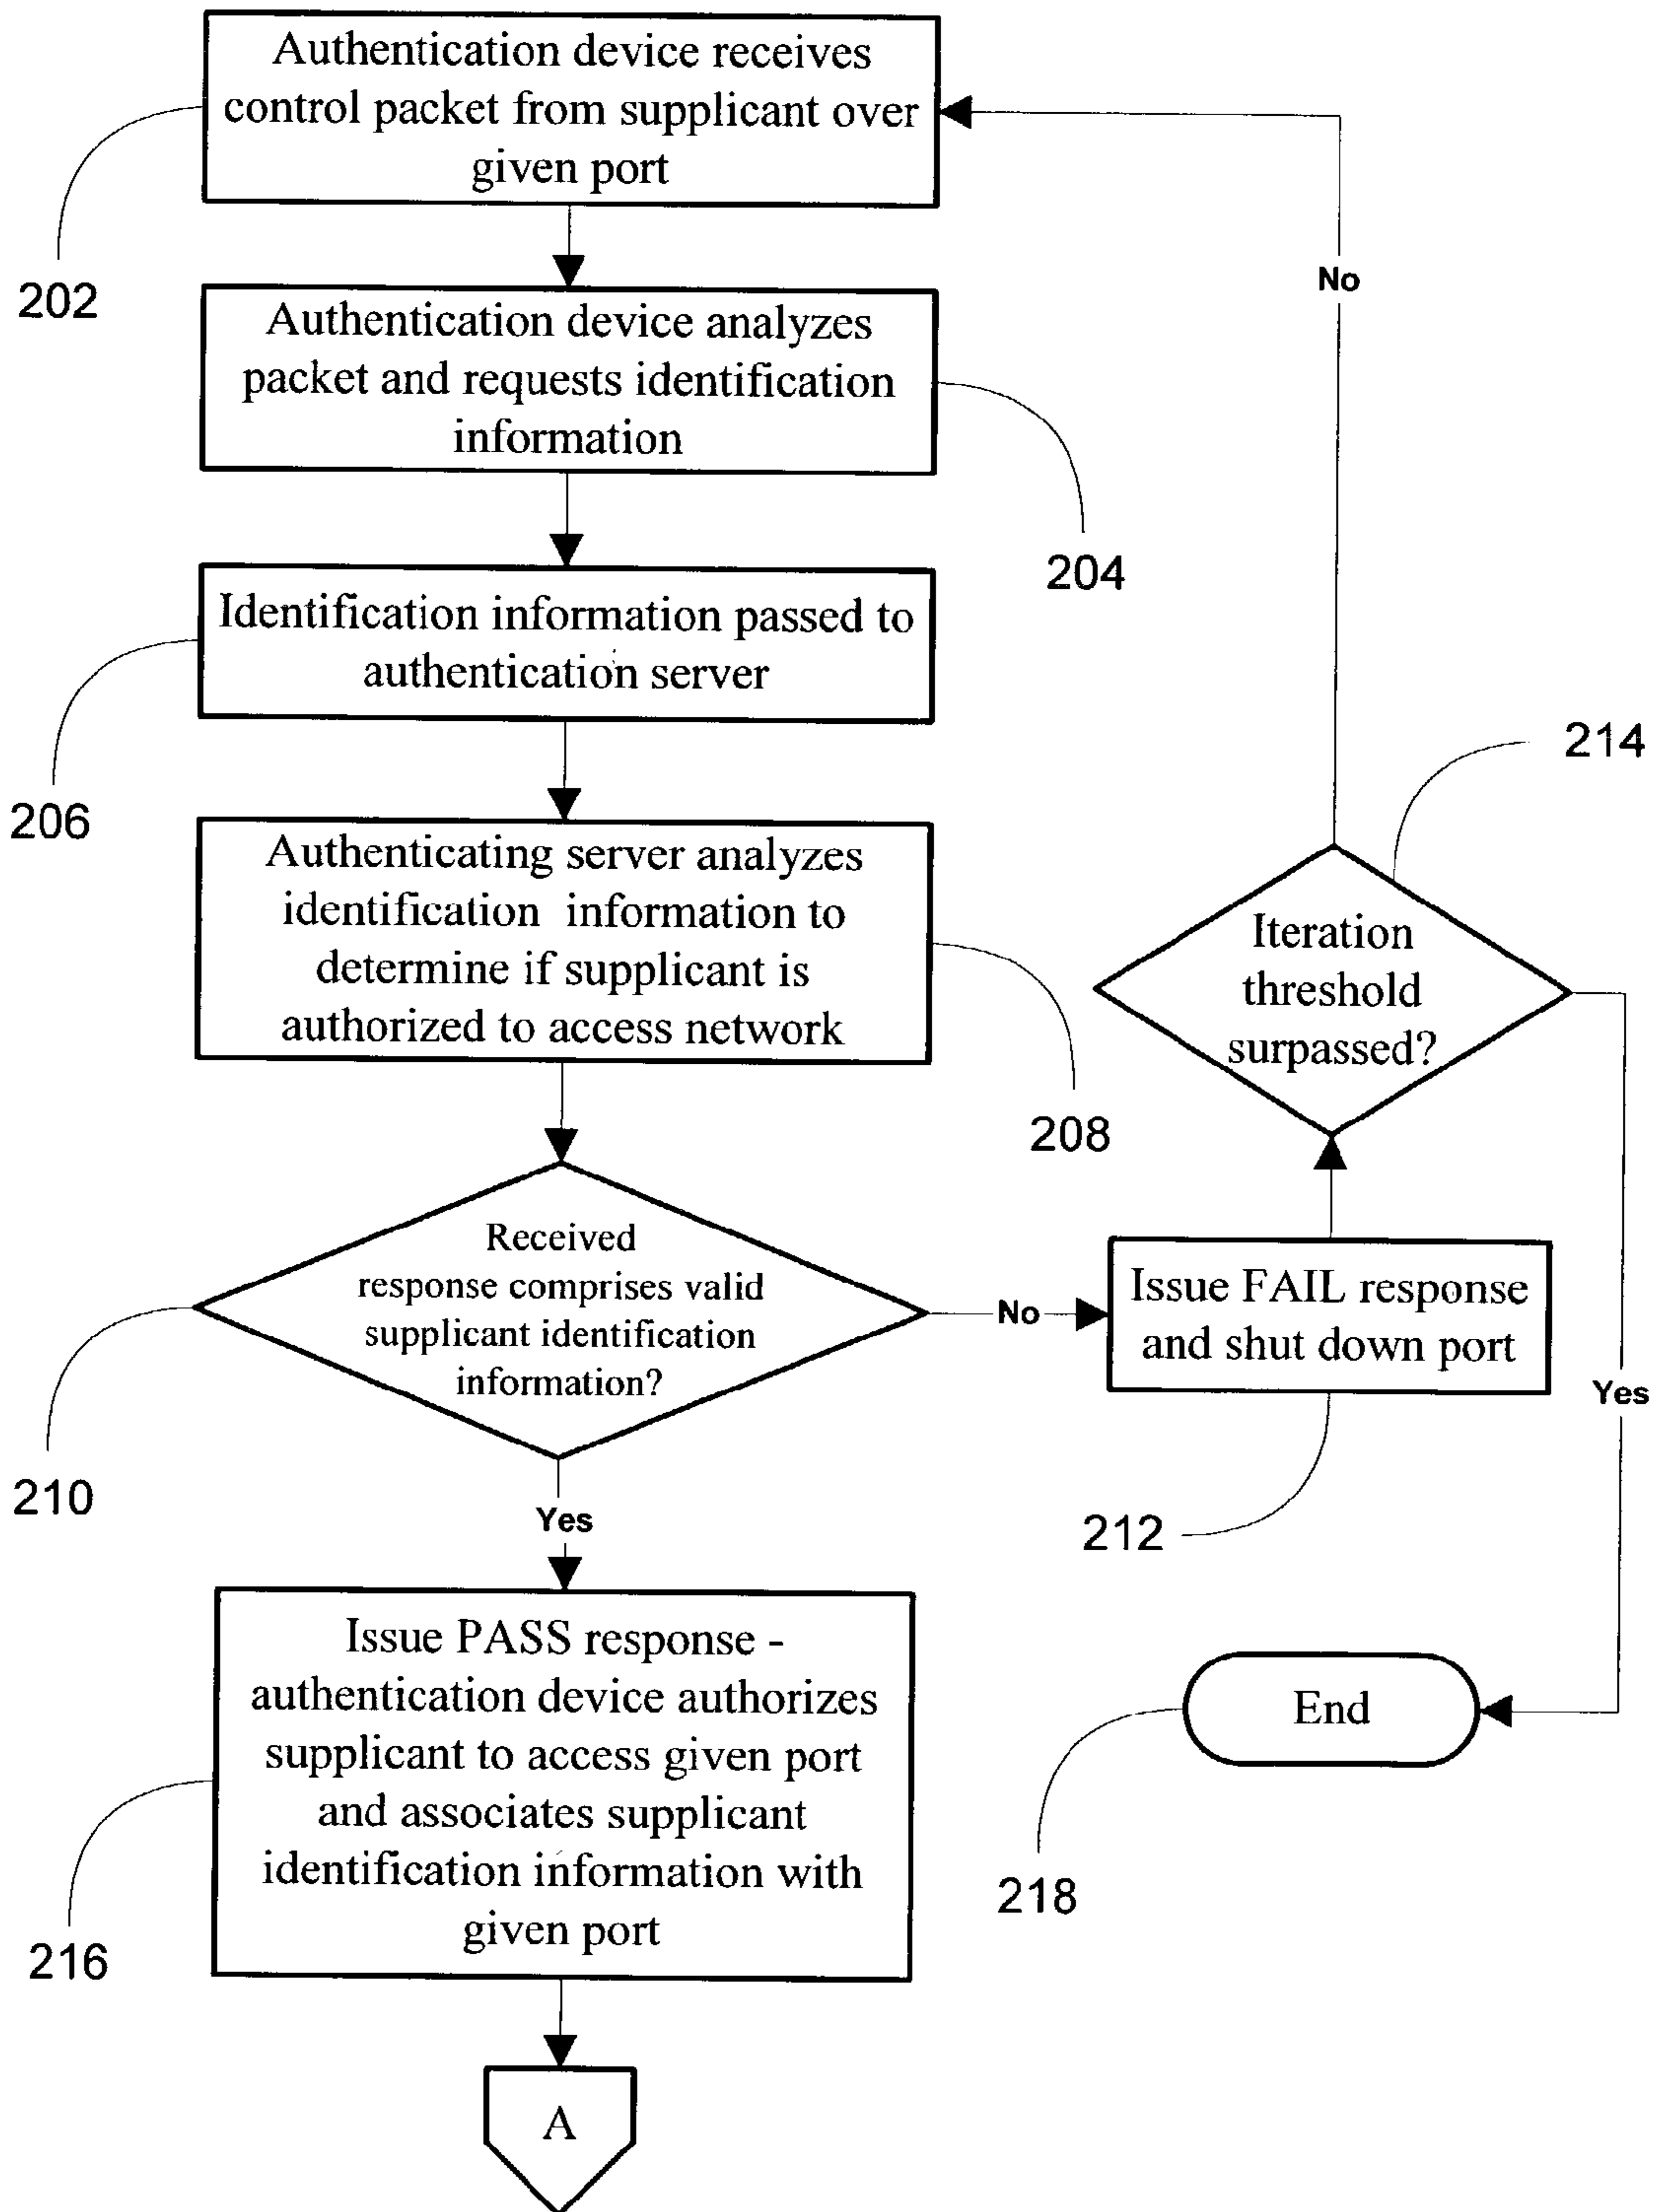 Authentication device receives
control packet from supplicant over
given port
202
No
Authentication device analyzes
packet and requests identification
information
204
Identification information passed to
authentication server
206
214
Authenticating server analyzes
identification information to
determine if supplicant is
authorized to access network
208
Iteration
threshold
surpassed?
Received
response comprises valid
supplicant identification
information?
210
No
Issue FAIL response
and shut down port
212
Yes
Yes
Issue PASS response -
authentication device authorizes
supplicant to access given port
and associates supplicant
identification information with
given port
216
End
218
A